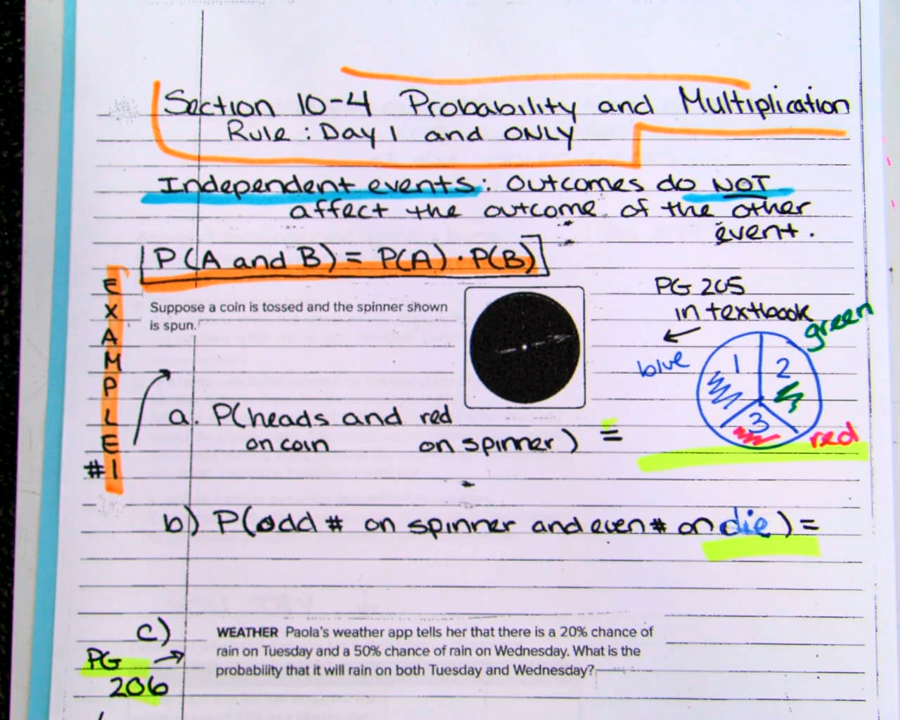 Section 10-4 Probability and Multiplication
Rule : Day 1 and ONLY
Independent events : Outcomes do NOT
affect the outcome of the other
event.
P(A and B) = P(A) · P(B)
EXAMPLE
#1
Suppose a coin is tossed and the spinner shown
is spun.
PG 205
in textbook
green
blue
1
2
3
red
a. P(heads and red
on coin on spinner) =
b) P(odd # on spinner and even # on die) =
c)
PG
206
WEATHER Paola's weather app tells her that there is a 20% chance of
rain on Tuesday and a 50% chance of rain on Wednesday. What is the
probability that it will rain on both Tuesday and Wednesday?